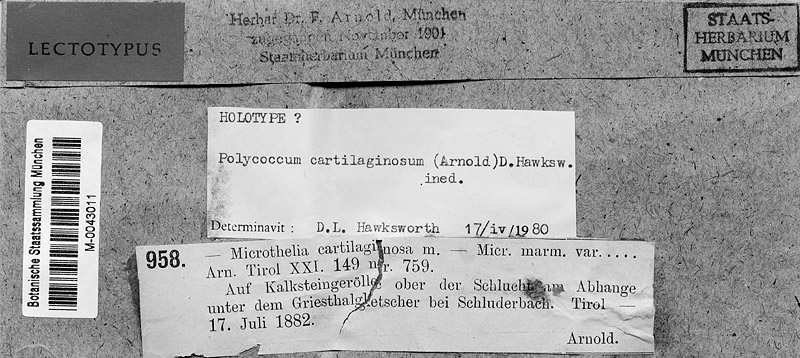 LECTOTYPUS
Herbar Dr. F. Arnold, München
zugegangen November 1901
Staatsherbarium München
STAATS-
HERBARIUM
MÜNCHEN
Botanische Staatssammlung München
M-0043011
HOLOTYPE ?
Polycoccum cartilaginosum (Arnold)D.Hawksw.
ined.
Determinavit: D.L. Hawksworth 17/iv/1980
958. — Microthelia cartilaginosa m. — Micr. marm. var.....
Arn. Tirol XXI. 149 nr. 759.
Auf Kalksteingerölle ober der Schlucht am Abhange
unter dem Griesthalgletscher bei Schluderbach. Tirol —
17. Juli 1882.
Arnold.